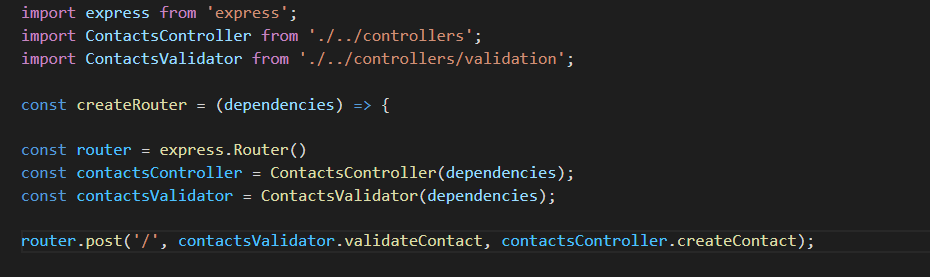 import express from 'express';
import ContactsController from './../controllers';
import ContactsValidator from './../controllers/validation';
const createRouter = (dependencies) => {
const router = express.Router()
const contactsController = ContactsController(dependencies);
const contactsValidator = ContactsValidator(dependencies);
router.post('/', contactsValidator.validateContact, contactsController.createContact);